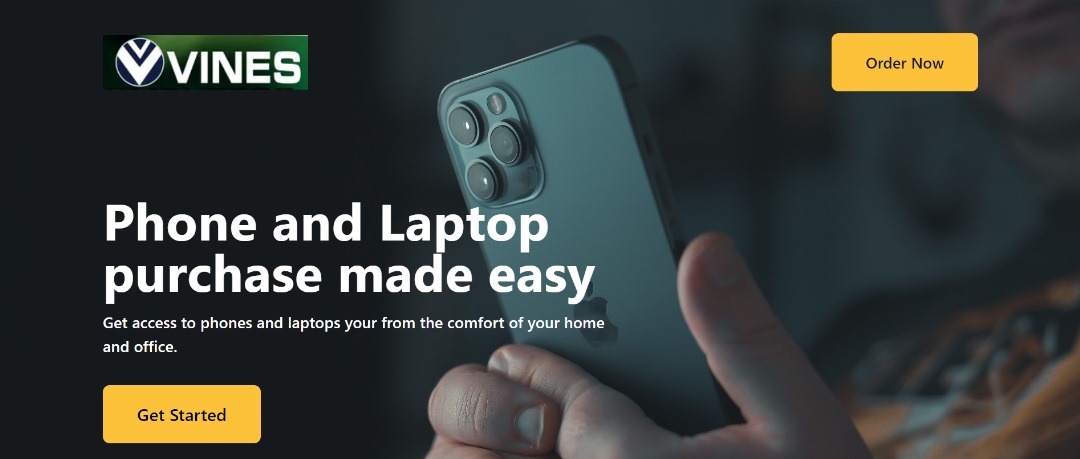 VINES
Order Now
Phone and Laptop
purchase made easy
Get access to phones and laptops your from the comfort of your home
and office.
Get Started